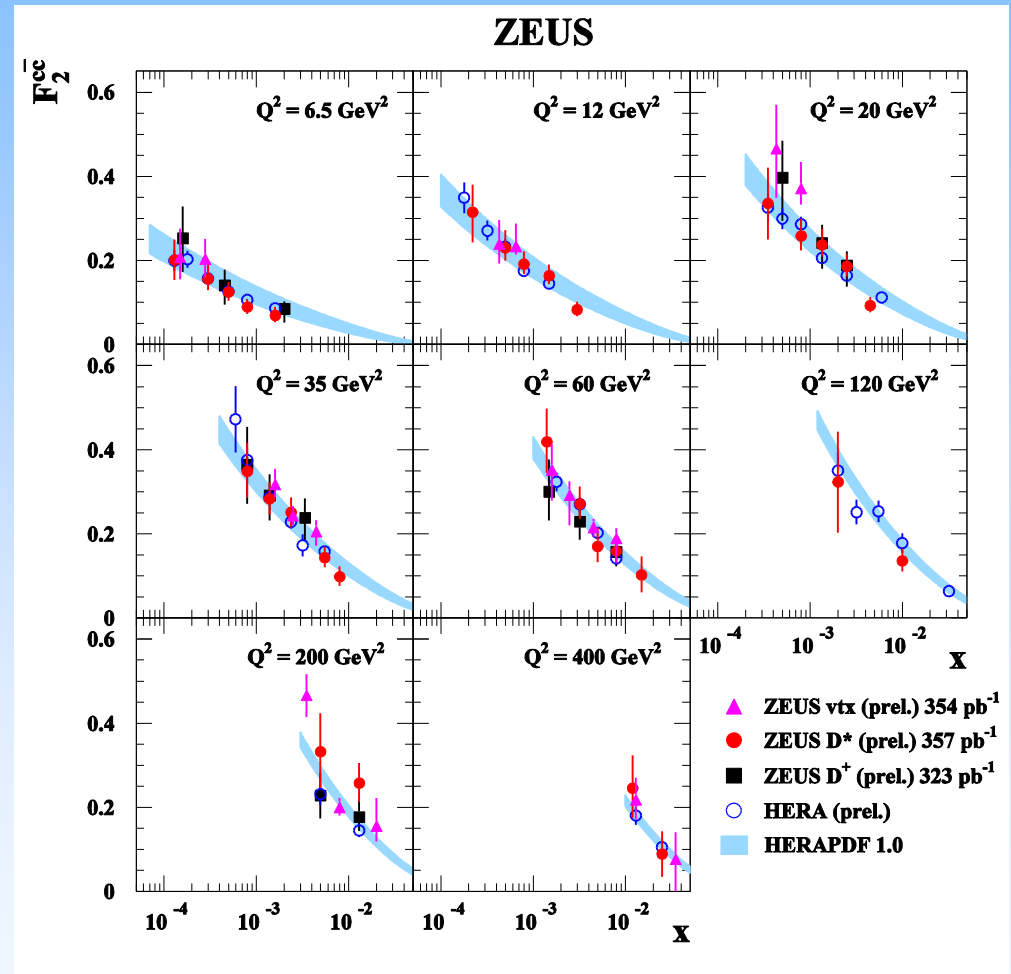 ZEUS
F₂^cc̄
Q² = 6.5 GeV²
Q² = 12 GeV²
Q² = 20 GeV²
0.6
0.4
0.2
0
Q² = 35 GeV²
Q² = 60 GeV²
Q² = 120 GeV²
0.6
0.4
0.2
0
10⁻⁴ 10⁻³ 10⁻²
x
Q² = 200 GeV²
Q² = 400 GeV²
0.6
0.4
0.2
0
10⁻⁴ 10⁻³ 10⁻²
10⁻⁴ 10⁻³ 10⁻²
x
ZEUS vtx (prel.) 354 pb⁻¹
ZEUS D* (prel.) 357 pb⁻¹
ZEUS D⁺ (prel.) 323 pb⁻¹
HERA (prel.)
HERAPDF 1.0